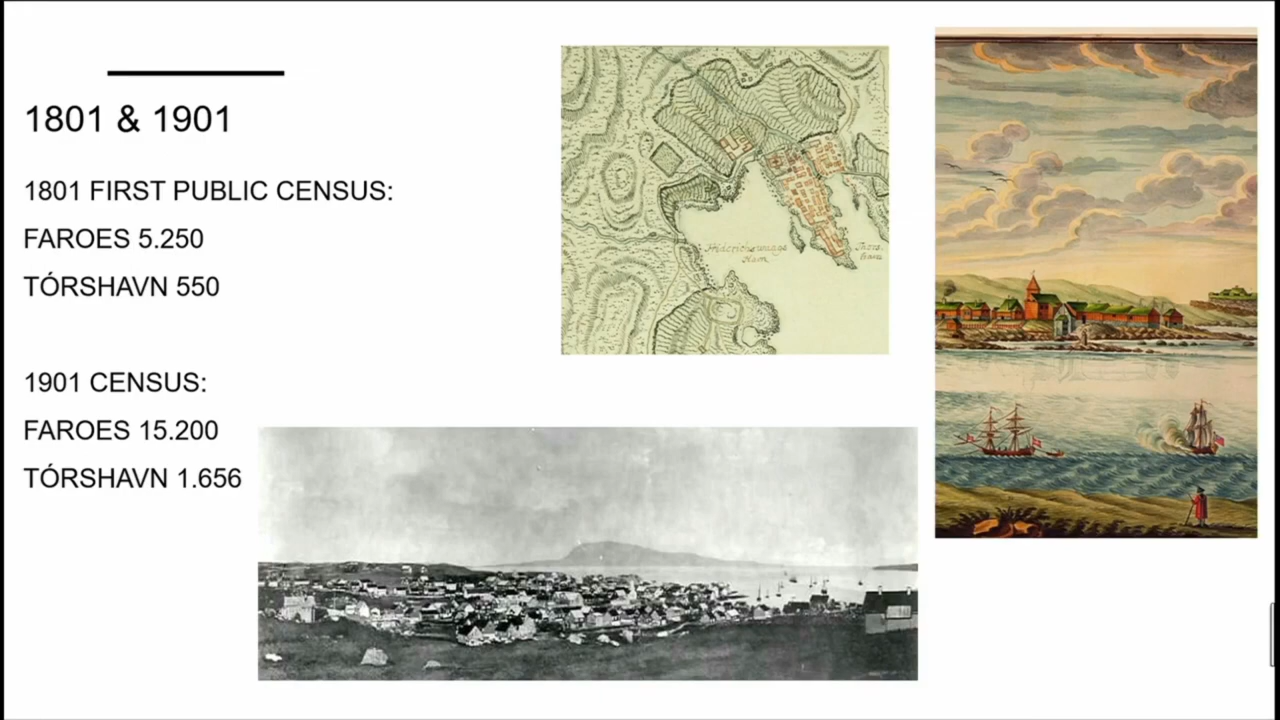 1801 & 1901
1801 FIRST PUBLIC CENSUS:
FAROES 5.250
TÓRSHAVN 550
1901 CENSUS:
FAROES 15.200
TÓRSHAVN 1.656